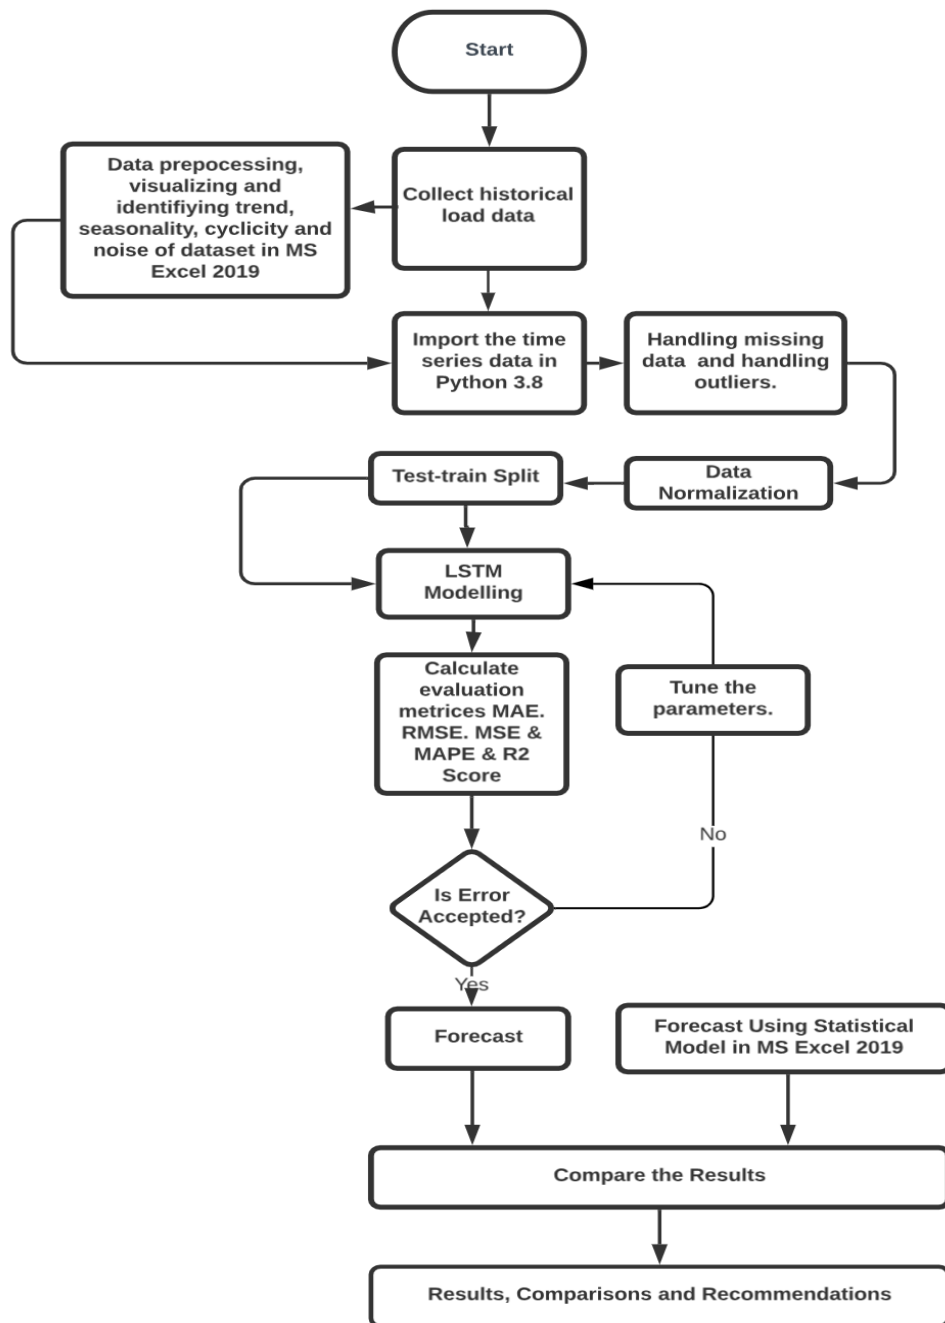 Start
Data prepocessing,
visualizing and
identifiying trend,
seasonality, cyclicity and
noise of dataset in MS
Excel 2019
Collect historical
load data
Import the time
series data in
Python 3.8
Handling missing
data and handling
outliers.
Test-train Split
Data
Normalization
LSTM
Modelling
Calculate
evaluation
metrices MAE.
RMSE. MSE &
MAPE & R2
Score
Tune the
parameters.
No
Is Error
Accepted?
Yes
Forecast
Forecast Using Statistical
Model in MS Excel 2019
Compare the Results
Results, Comparisons and Recommendations